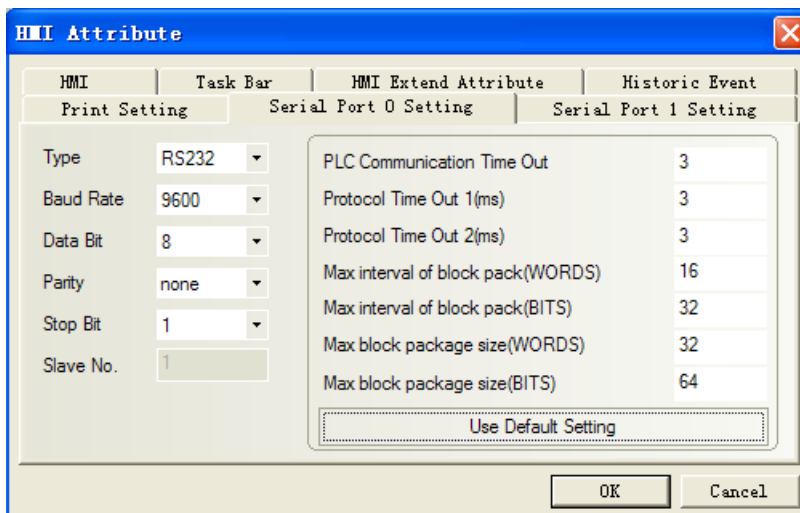 HMI Attribute
HMI Task Bar HMI Extend Attribute Historic Event
Print Setting Serial Port 0 Setting Serial Port 1 Setting
Type RS232
Baud Rate 9600
Data Bit 8
Parity none
Stop Bit 1
Slave No. 1
PLC Communication Time Out 3
Protocol Time Out 1(ms) 3
Protocol Time Out 2(ms) 3
Max interval of block pack(WORDS) 16
Max interval of block pack(BITS) 32
Max block package size(WORDS) 32
Max block package size(BITS) 64
Use Default Setting
OK Cancel